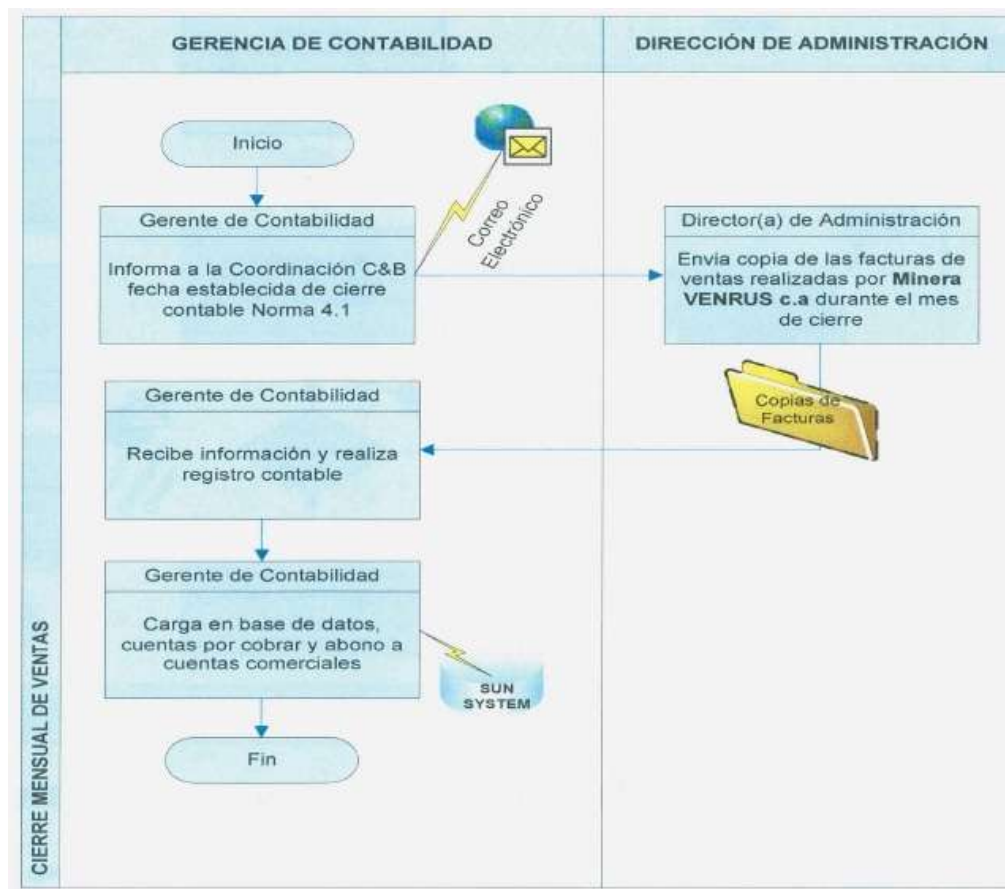 GERENCIA DE CONTABILIDAD
DIRECCIÓN DE ADMINISTRACIÓN
CIERRE MENSUAL DE VENTAS
Inicio
Correo
Electrónico
Gerente de Contabilidad
Informa a la Coordinación C&B
fecha establecida de cierre
contable Norma 4.1
Director(a) de Administración
Envia copia de las facturas de
ventas realizadas por Minera
VENRUS c.a durante el mes
de cierre
Copias de
Facturas
Gerente de Contabilidad
Recibe información y realiza
registro contable
Gerente de Contabilidad
Carga en base de datos,
cuentas por cobrar y abono a
cuentas comerciales
SUN
SYSTEM
Fin